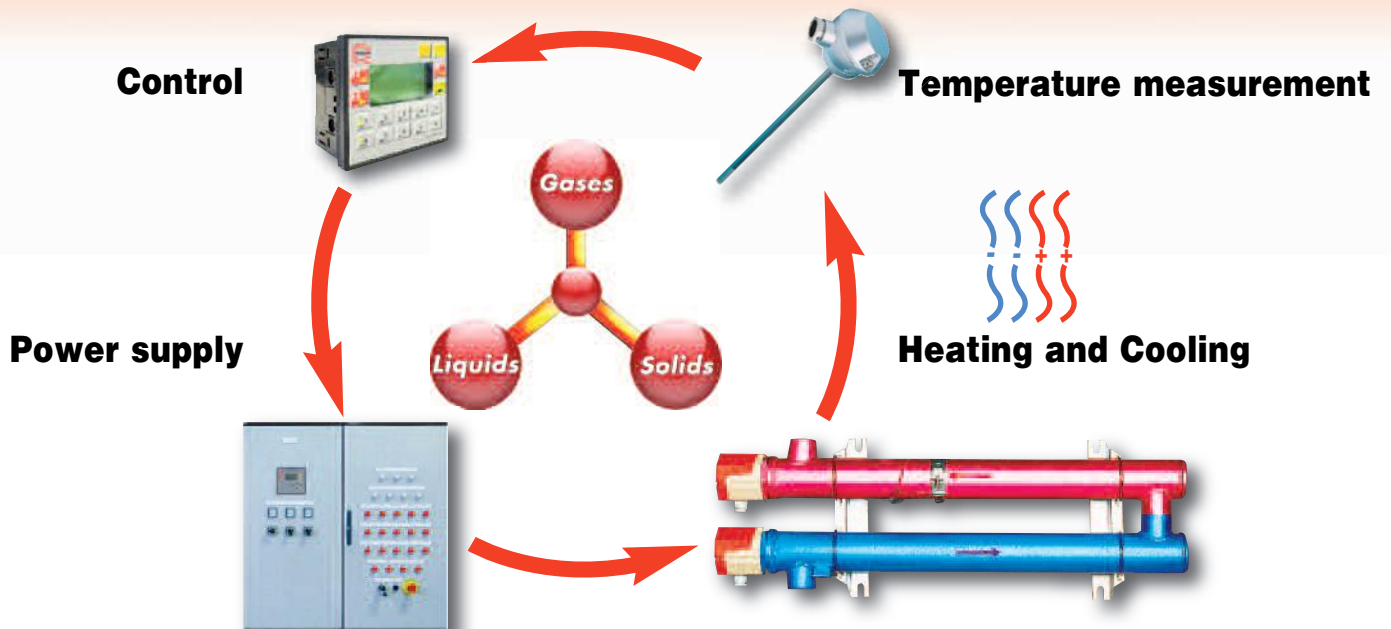 Control
Temperature measurement
Gases
Power supply
Liquids
Solids
Heating and Cooling